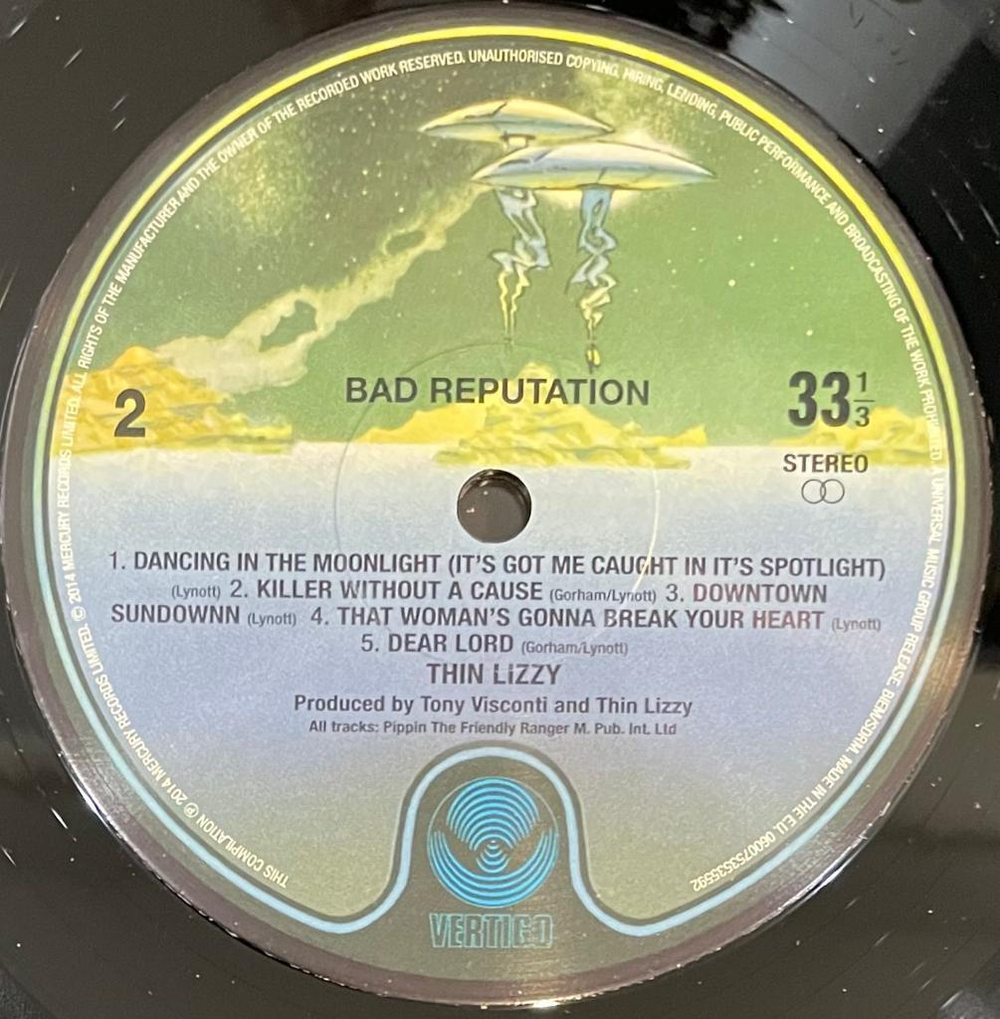 ALL RIGHTS OF THE MANUFACTURER AND THE OWNER OF THE RECORDED WORK RESERVED. UNAUTHORISED COPYING, HIRING, LENDING, PUBLIC PERFORMANCE AND BROADCASTING OF THE WORK PROHIBITED. A UNIVERSAL MUSIC GROUP RELEASE. BIEM/SDRM. MADE IN THE E.U. 0600753535592
2
BAD REPUTATION
33 1/3
STEREO
1. DANCING IN THE MOONLIGHT (IT'S GOT ME CAUGHT IN IT'S SPOTLIGHT)
(Lynott) 2. KILLER WITHOUT A CAUSE (Gorham/Lynott) 3. DOWNTOWN
SUNDOWNN (Lynott) 4. THAT WOMAN'S GONNA BREAK YOUR HEART (Lynott)
5. DEAR LORD (Gorham/Lynott)
THIN LIZZY
Produced by Tony Visconti and Thin Lizzy
All tracks: Pippin The Friendly Ranger M. Pub. Int. Ltd
VERTIGO
THIS COMPILATION ℗ 2014 MERCURY RECORDS LIMITED. © 2014 MERCURY RECORDS LIMITED.